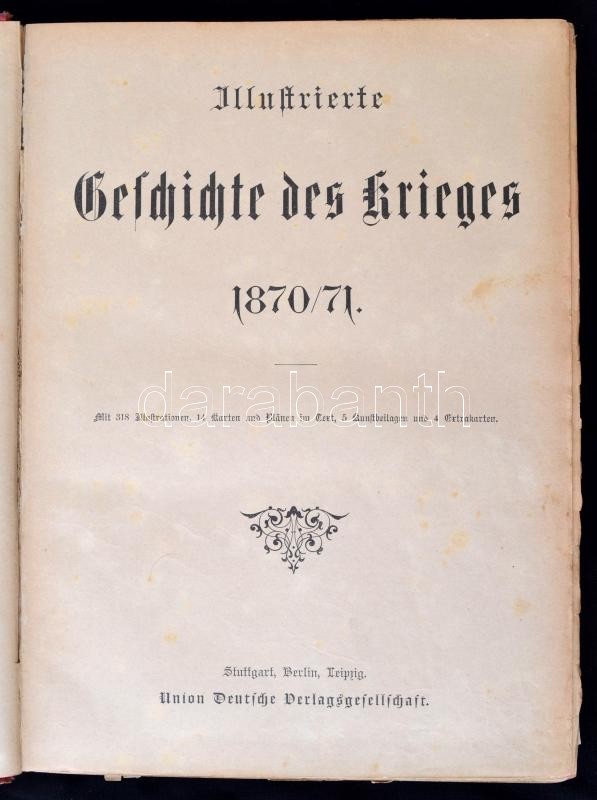 Illustrierte
Geschichte des Krieges
1870/71.
darabanth
Mit 318 Illustrationen, 14 Karten und Pläne im Text, 5 Kunstbeilagen und 4 Extrakarten.
Stuttgart, Berlin, Leipzig.
Union Deutsche Verlagsgesellschaft.